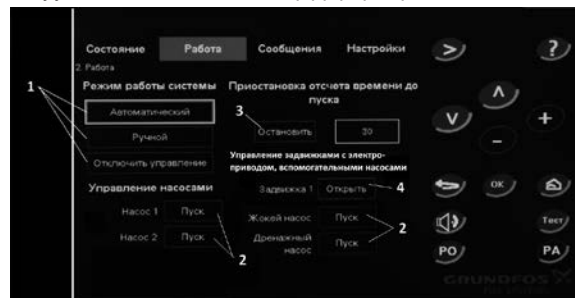 Состояние Работа Сообщения Настройки
2. Работа
Режим работы системы
Приостановка отсчета времени до пуска
1
Автоматический
Ручной
Отключить управление
3
Остановить 30
Управление задвижками с электро-
приводом, вспомогательными насосами
Задвижка 1 Открыть 4
Управление насосами
Насос 1 Пуск
Насос 2 Пуск
2
Жокей насос Пуск
Дренажный насос Пуск
2
> ?
Λ
V +
-
OK
Тест
PO PA
GRUNDFOS